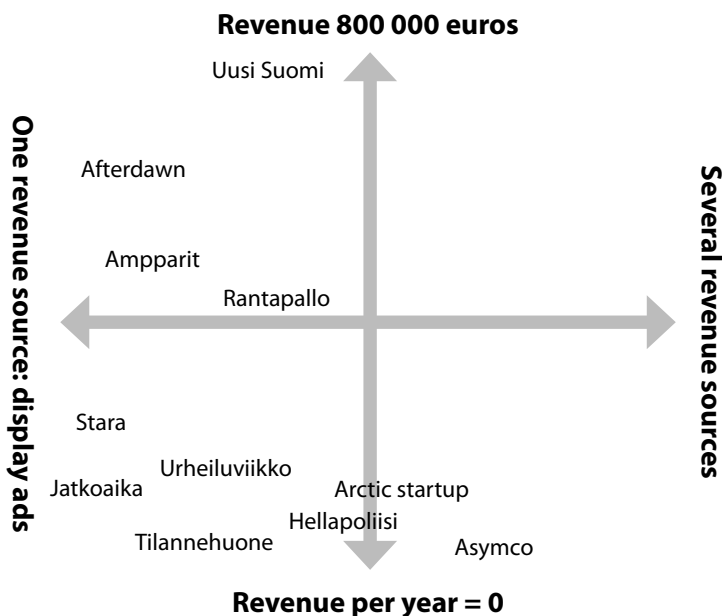 Revenue 800 000 euros
Uusi Suomi
One revenue source: display ads
Afterdawn
Several revenue sources
Ampparit
Rantapallo
Stara
Urheiluviikko
Jatkoaika
Arctic startup
Hellapoliisi
Tilannehuone
Asymco
Revenue per year = 0